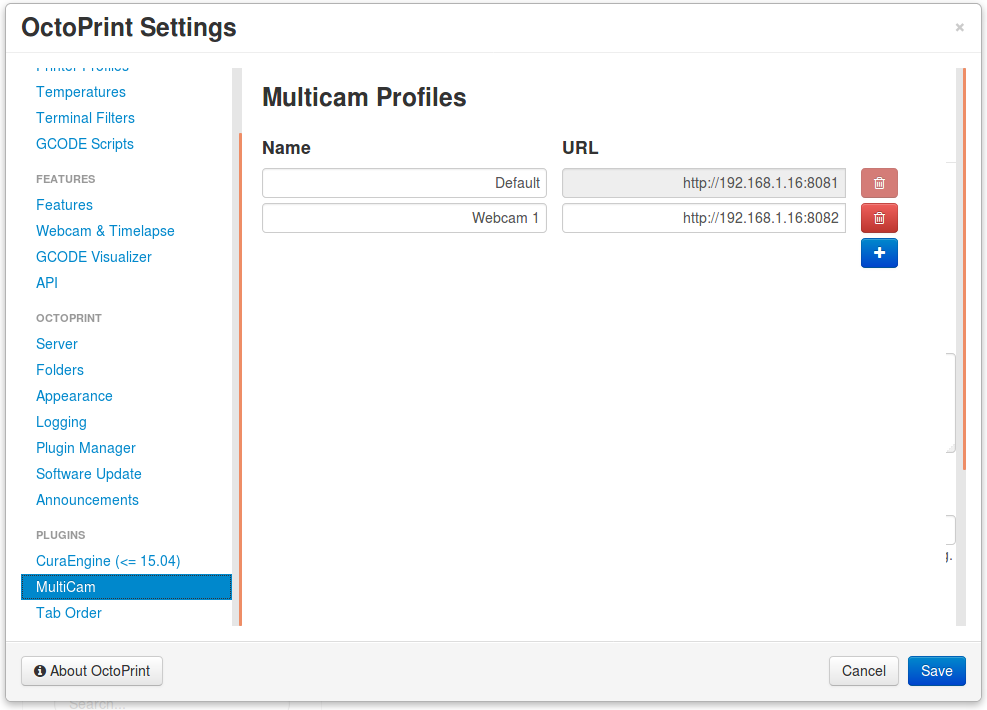 OctoPrint Settings
×
Printer Profiles
Temperatures
Terminal Filters
GCODE Scripts
FEATURES
Features
Webcam & Timelapse
GCODE Visualizer
API
OCTOPRINT
Server
Folders
Appearance
Logging
Plugin Manager
Software Update
Announcements
PLUGINS
CuraEngine (<= 15.04)
MultiCam
Tab Order
Multicam Profiles
Name URL
Default http://192.168.1.16:8081
Webcam 1 http://192.168.1.16:8082
g.
About OctoPrint
Cancel Save
Search...